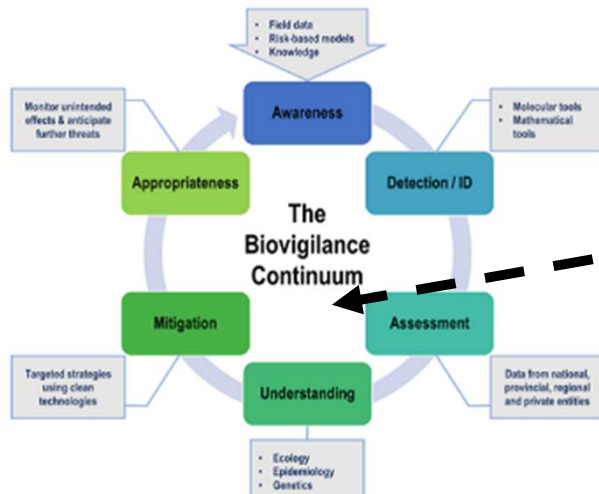 • Field data
• Risk-based models
• Knowledge
Awareness
Monitor unintended
effects & anticipate
further threats
• Molecular tools
• Mathematical
tools
Appropriateness
Detection / ID
The
Biovigilance
Continuum
Mitigation
Assessment
Targeted strategies
using clean
technologies
Understanding
Data from national,
provincial, regional
and private entities
• Ecology
• Epidemiology
• Genetics